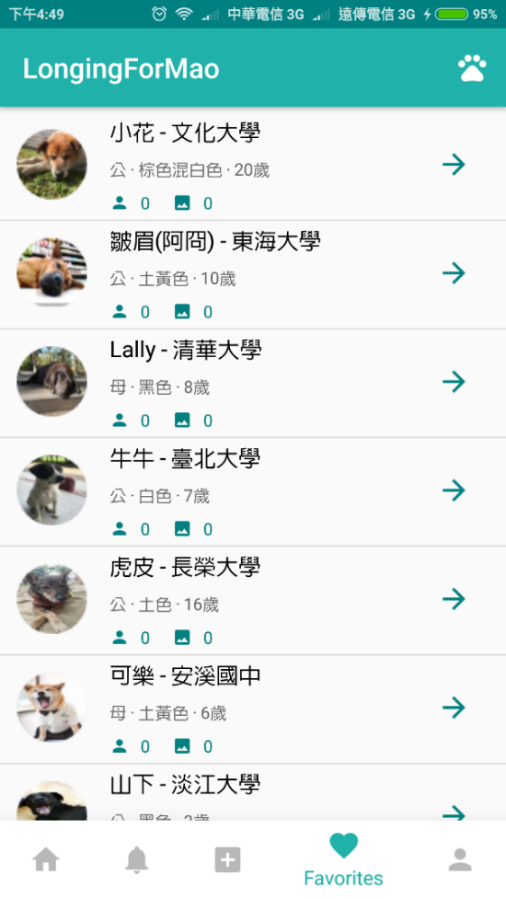 下午4:49 中華電信 3G 遠傳電信 3G 95%
LongingForMao
小花 - 文化大學
公 · 棕色混白色 · 20歲
0 0
皺眉(阿冏) - 東海大學
公 · 土黃色 · 10歲
0 0
Lally - 清華大學
母 · 黑色 · 8歲
0 0
牛牛 - 臺北大學
公 · 白色 · 7歲
0 0
虎皮 - 長榮大學
公 · 土色 · 16歲
0 0
可樂 - 安溪國中
母 · 土黃色 · 6歲
0 0
山下 - 淡江大學
Favorites